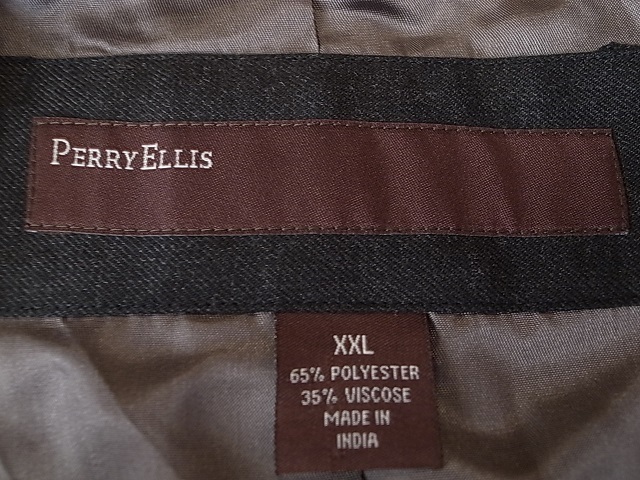 PERRY ELLIS
XXL
65% POLYESTER
35% VISCOSE
MADE IN
INDIA